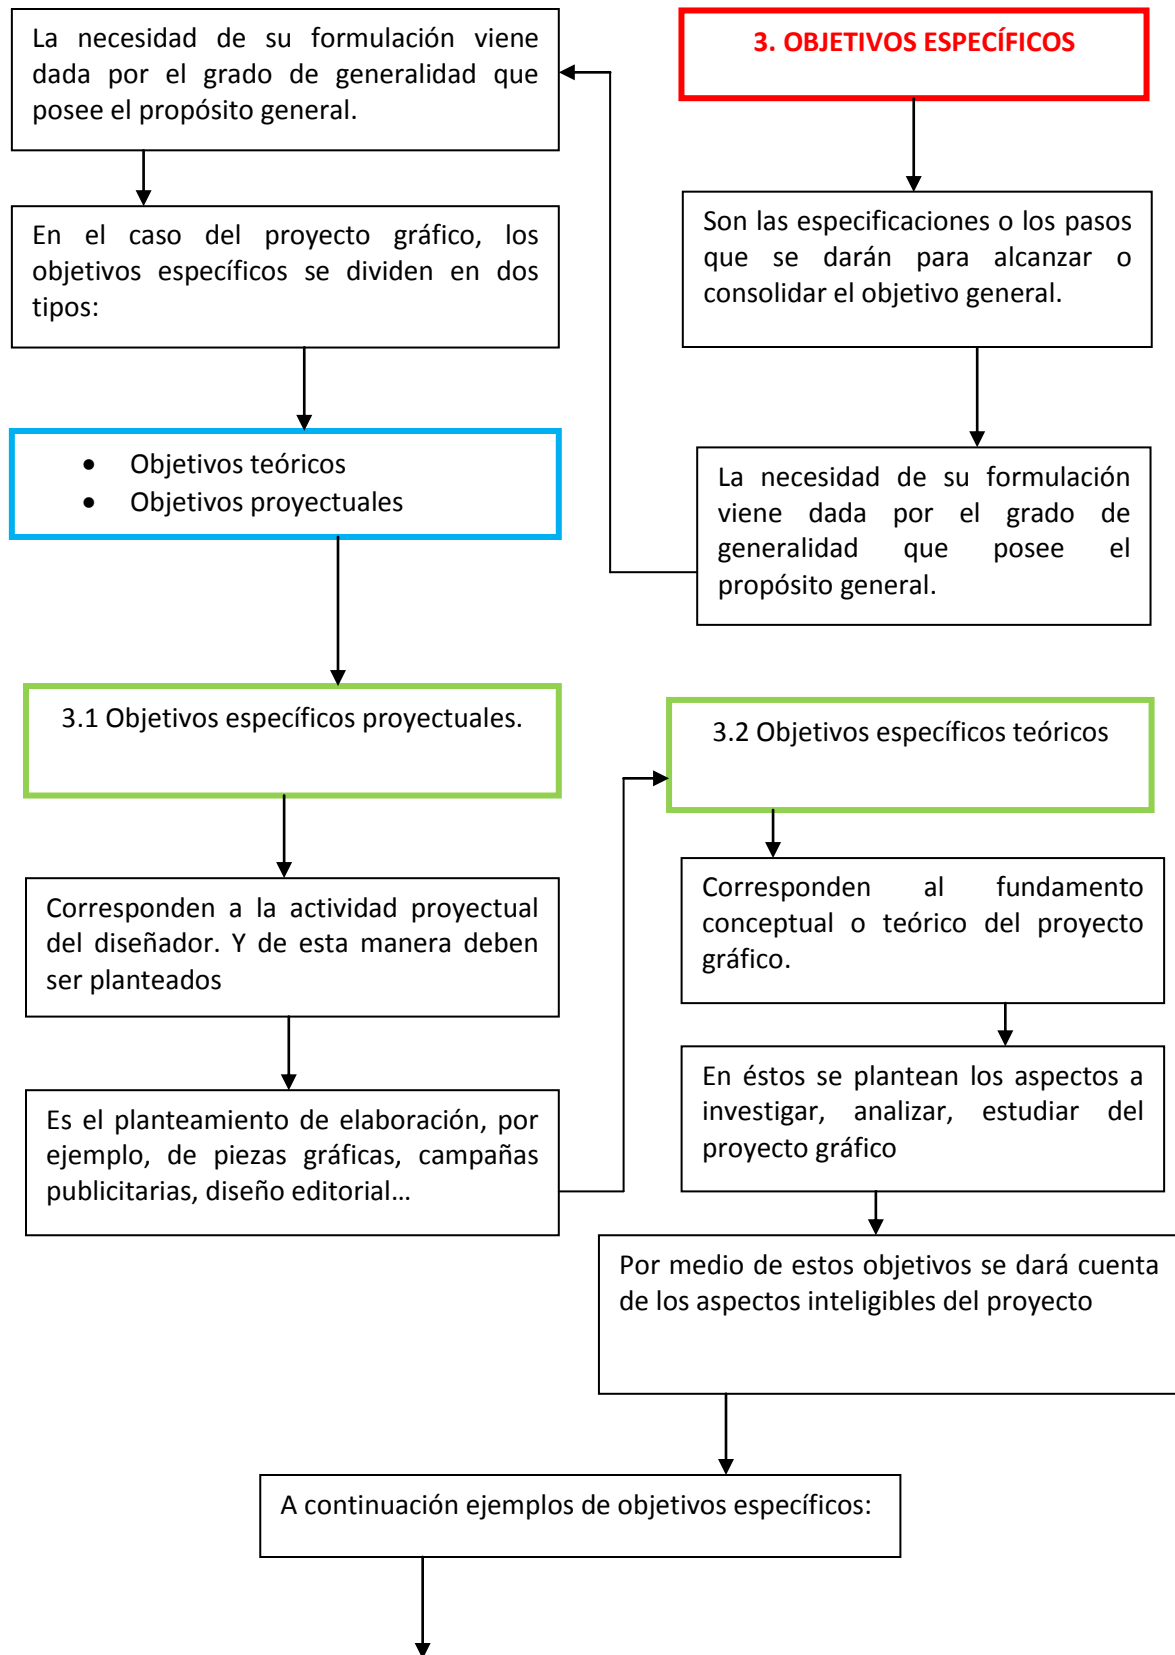 3. OBJETIVOS ESPECÍFICOS
Son las especificaciones o los pasos
que se darán para alcanzar o
consolidar el objetivo general.
La necesidad de su formulación
viene dada por el grado de
generalidad que posee el
propósito general.
La necesidad de su formulación viene
dada por el grado de generalidad que
posee el propósito general.
En el caso del proyecto gráfico, los
objetivos específicos se dividen en dos
tipos:
• Objetivos teóricos
• Objetivos proyectuales
3.1 Objetivos específicos proyectuales.
Corresponden a la actividad proyectual
del diseñador. Y de esta manera deben
ser planteados
Es el planteamiento de elaboración, por
ejemplo, de piezas gráficas, campañas
publicitarias, diseño editorial…
3.2 Objetivos específicos teóricos
Corresponden al fundamento
conceptual o teórico del proyecto
gráfico.
En éstos se plantean los aspectos a
investigar, analizar, estudiar del
proyecto gráfico
Por medio de estos objetivos se dará cuenta
de los aspectos inteligibles del proyecto
A continuación ejemplos de objetivos específicos: